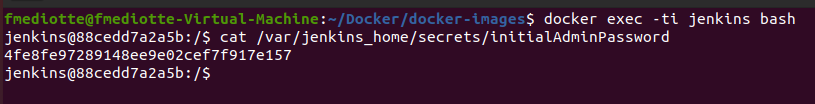 fmediotte@fmediotte-Virtual-Machine:~/Docker/docker-images$ docker exec -ti jenkins bash
jenkins@88cedd7a2a5b:/$ cat /var/jenkins_home/secrets/initialAdminPassword
4fe8fe97289148ee9e02cef7f917e157
jenkins@88cedd7a2a5b:/$